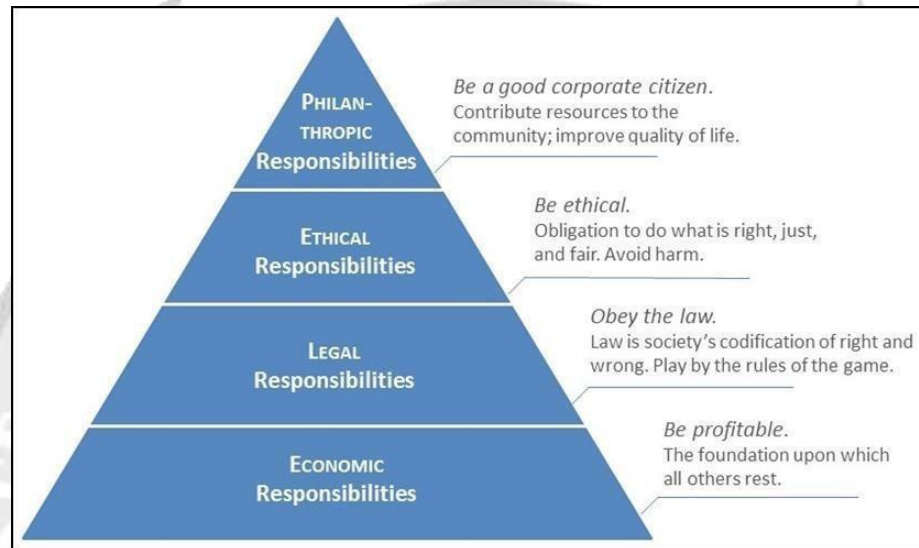 PHILAN-
THROPIC
Responsibilities
Be a good corporate citizen.
Contribute resources to the
community; improve quality of life.
ETHICAL
Responsibilities
Be ethical.
Obligation to do what is right, just,
and fair. Avoid harm.
LEGAL
Responsibilities
Obey the law.
Law is society's codification of right and
wrong. Play by the rules of the game.
ECONOMIC
Responsibilities
Be profitable.
The foundation upon which
all others rest.